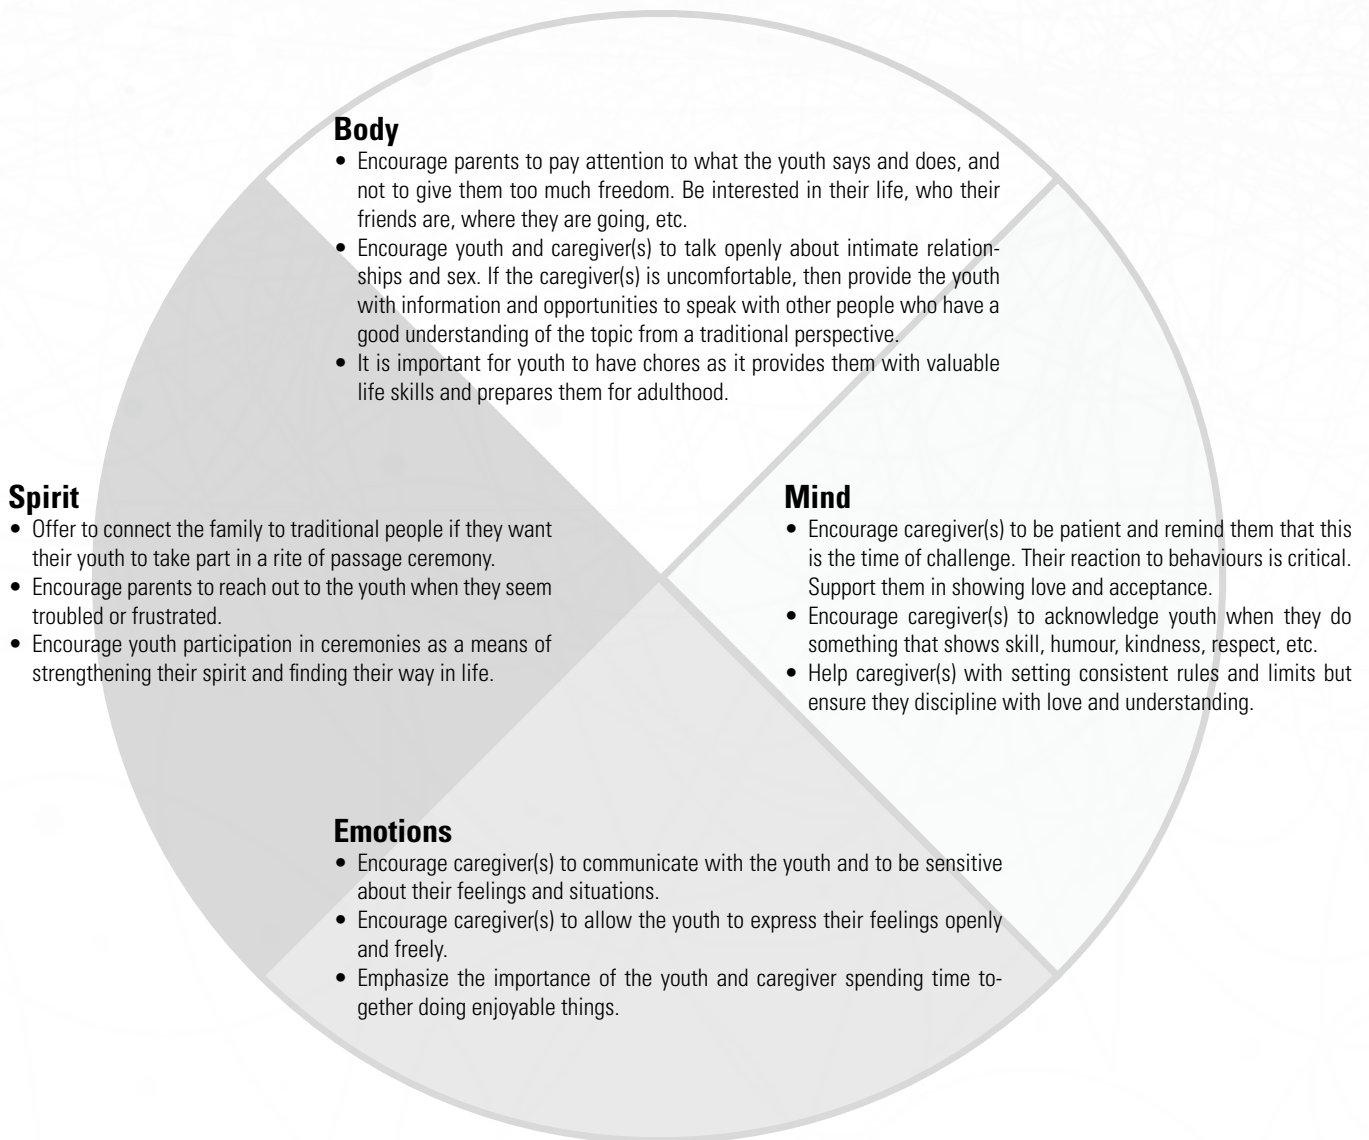 Body
• Encourage parents to pay attention to what the youth says and does, and
not to give them too much freedom. Be interested in their life, who their
friends are, where they are going, etc.
• Encourage youth and caregiver(s) to talk openly about intimate relation-
ships and sex. If the caregiver(s) is uncomfortable, then provide the youth
with information and opportunities to speak with other people who have a
good understanding of the topic from a traditional perspective.
• It is important for youth to have chores as it provides them with valuable
life skills and prepares them for adulthood.
Spirit
• Offer to connect the family to traditional people if they want
their youth to take part in a rite of passage ceremony.
• Encourage parents to reach out to the youth when they seem
troubled or frustrated.
• Encourage youth participation in ceremonies as a means of
strengthening their spirit and finding their way in life.
Mind
• Encourage caregiver(s) to be patient and remind them that this
is the time of challenge. Their reaction to behaviours is critical.
Support them in showing love and acceptance.
• Encourage caregiver(s) to acknowledge youth when they do
something that shows skill, humour, kindness, respect, etc.
• Help caregiver(s) with setting consistent rules and limits but
ensure they discipline with love and understanding.
Emotions
• Encourage caregiver(s) to communicate with the youth and to be sensitive
about their feelings and situations.
• Encourage caregiver(s) to allow the youth to express their feelings openly
and freely.
• Emphasize the importance of the youth and caregiver spending time to-
gether doing enjoyable things.